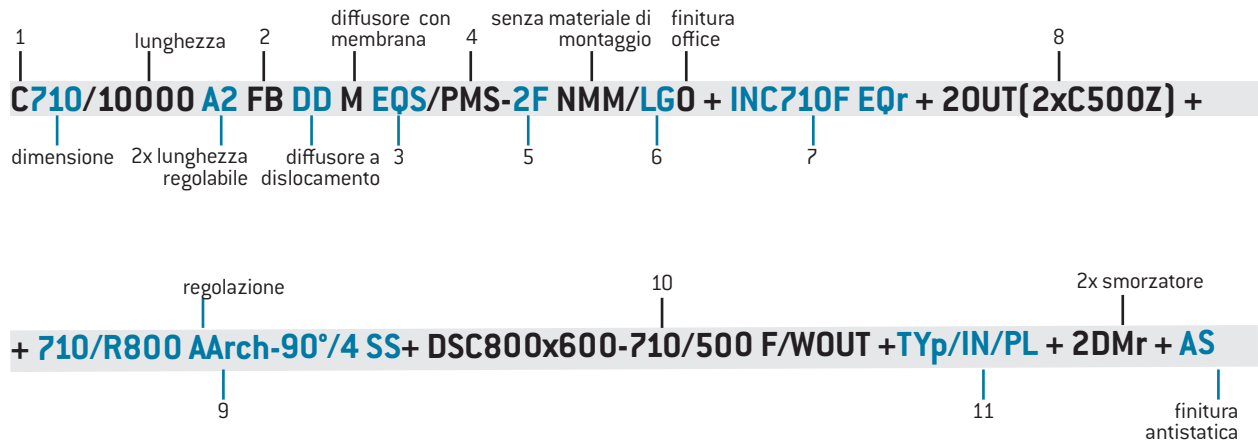 diffusore con senza materiale di finitura
1 lunghezza 2 membrana 4 montaggio office 8
C710/10000 A2 FB DD M EQS/PMS-2F NMM/LGO + INC710F EQr + 2OUT(2xC500Z) +
dimensione 2x lunghezza diffusore a 3 5 6 7
regolabile dislocamento
regolazione 10 2x smorzatore
+ 710/R800 AArch-90°/4 SS+ DSC800x600-710/500 F/WOUT +TYp/IN/PL + 2DMr + AS
9 11 finitura
antistatica